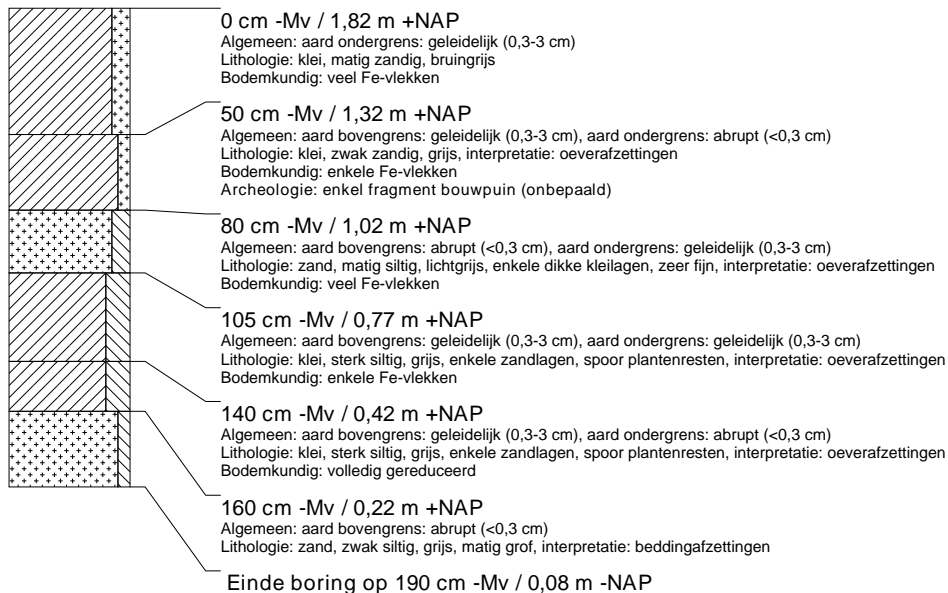 0 cm -Mv / 1,82 m +NAP
Algemeen: aard ondergrens: geleidelijk (0,3-3 cm)
Lithologie: klei, matig zandig, bruingrijs
Bodemkundig: veel Fe-vlekken
50 cm -Mv / 1,32 m +NAP
Algemeen: aard bovengrens: geleidelijk (0,3-3 cm), aard ondergrens: abrupt (<0,3 cm)
Lithologie: klei, zwak zandig, grijs, interpretatie: oeverafzettingen
Bodemkundig: enkele Fe-vlekken
Archeologie: enkel fragment bouwpuin (onbepaald)
80 cm -Mv / 1,02 m +NAP
Algemeen: aard bovengrens: abrupt (<0,3 cm), aard ondergrens: geleidelijk (0,3-3 cm)
Lithologie: zand, matig siltig, lichtgrijs, enkele dikke kleilagen, zeer fijn, interpretatie: oeverafzettingen
Bodemkundig: veel Fe-vlekken
105 cm -Mv / 0,77 m +NAP
Algemeen: aard bovengrens: geleidelijk (0,3-3 cm), aard ondergrens: geleidelijk (0,3-3 cm)
Lithologie: klei, sterk siltig, grijs, enkele zandlagen, spoor plantenresten, interpretatie: oeverafzettingen
Bodemkundig: enkele Fe-vlekken
140 cm -Mv / 0,42 m +NAP
Algemeen: aard bovengrens: geleidelijk (0,3-3 cm), aard ondergrens: abrupt (<0,3 cm)
Lithologie: klei, sterk siltig, grijs, enkele zandlagen, spoor plantenresten, interpretatie: oeverafzettingen
Bodemkundig: volledig gereduceerd
160 cm -Mv / 0,22 m +NAP
Algemeen: aard bovengrens: abrupt (<0,3 cm)
Lithologie: zand, zwak siltig, grijs, matig grof, interpretatie: beddingafzettingen
Einde boring op 190 cm -Mv / 0,08 m -NAP